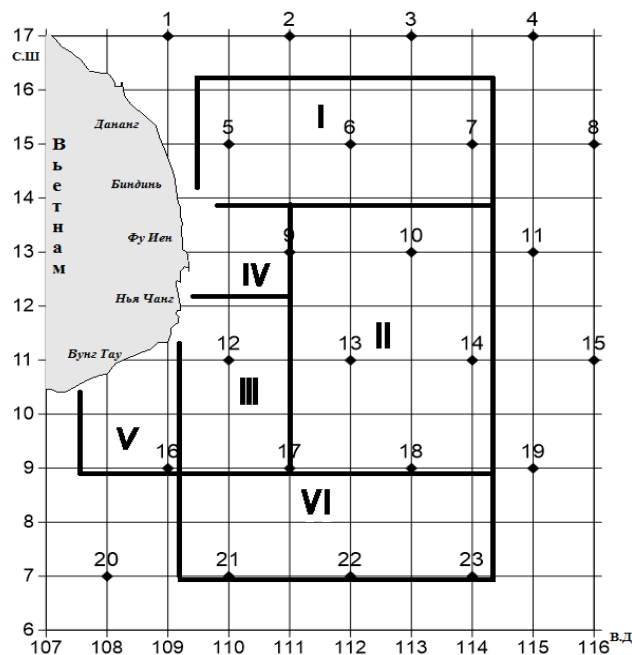 1 2 3 4
17
С.Ш
16
Дананг
I
5 6 7 8
15
Вьетнам
Биндинь
14
Фу Иен
9 10 11
13
IV
Нья Чанг
12
II
Вунг Тау
12 13 14 15
11
III
10
V
16 17 18 19
9
VI
8
20 21 22 23
7
6
107 108 109 110 111 112 113 114 115 116 В.Д